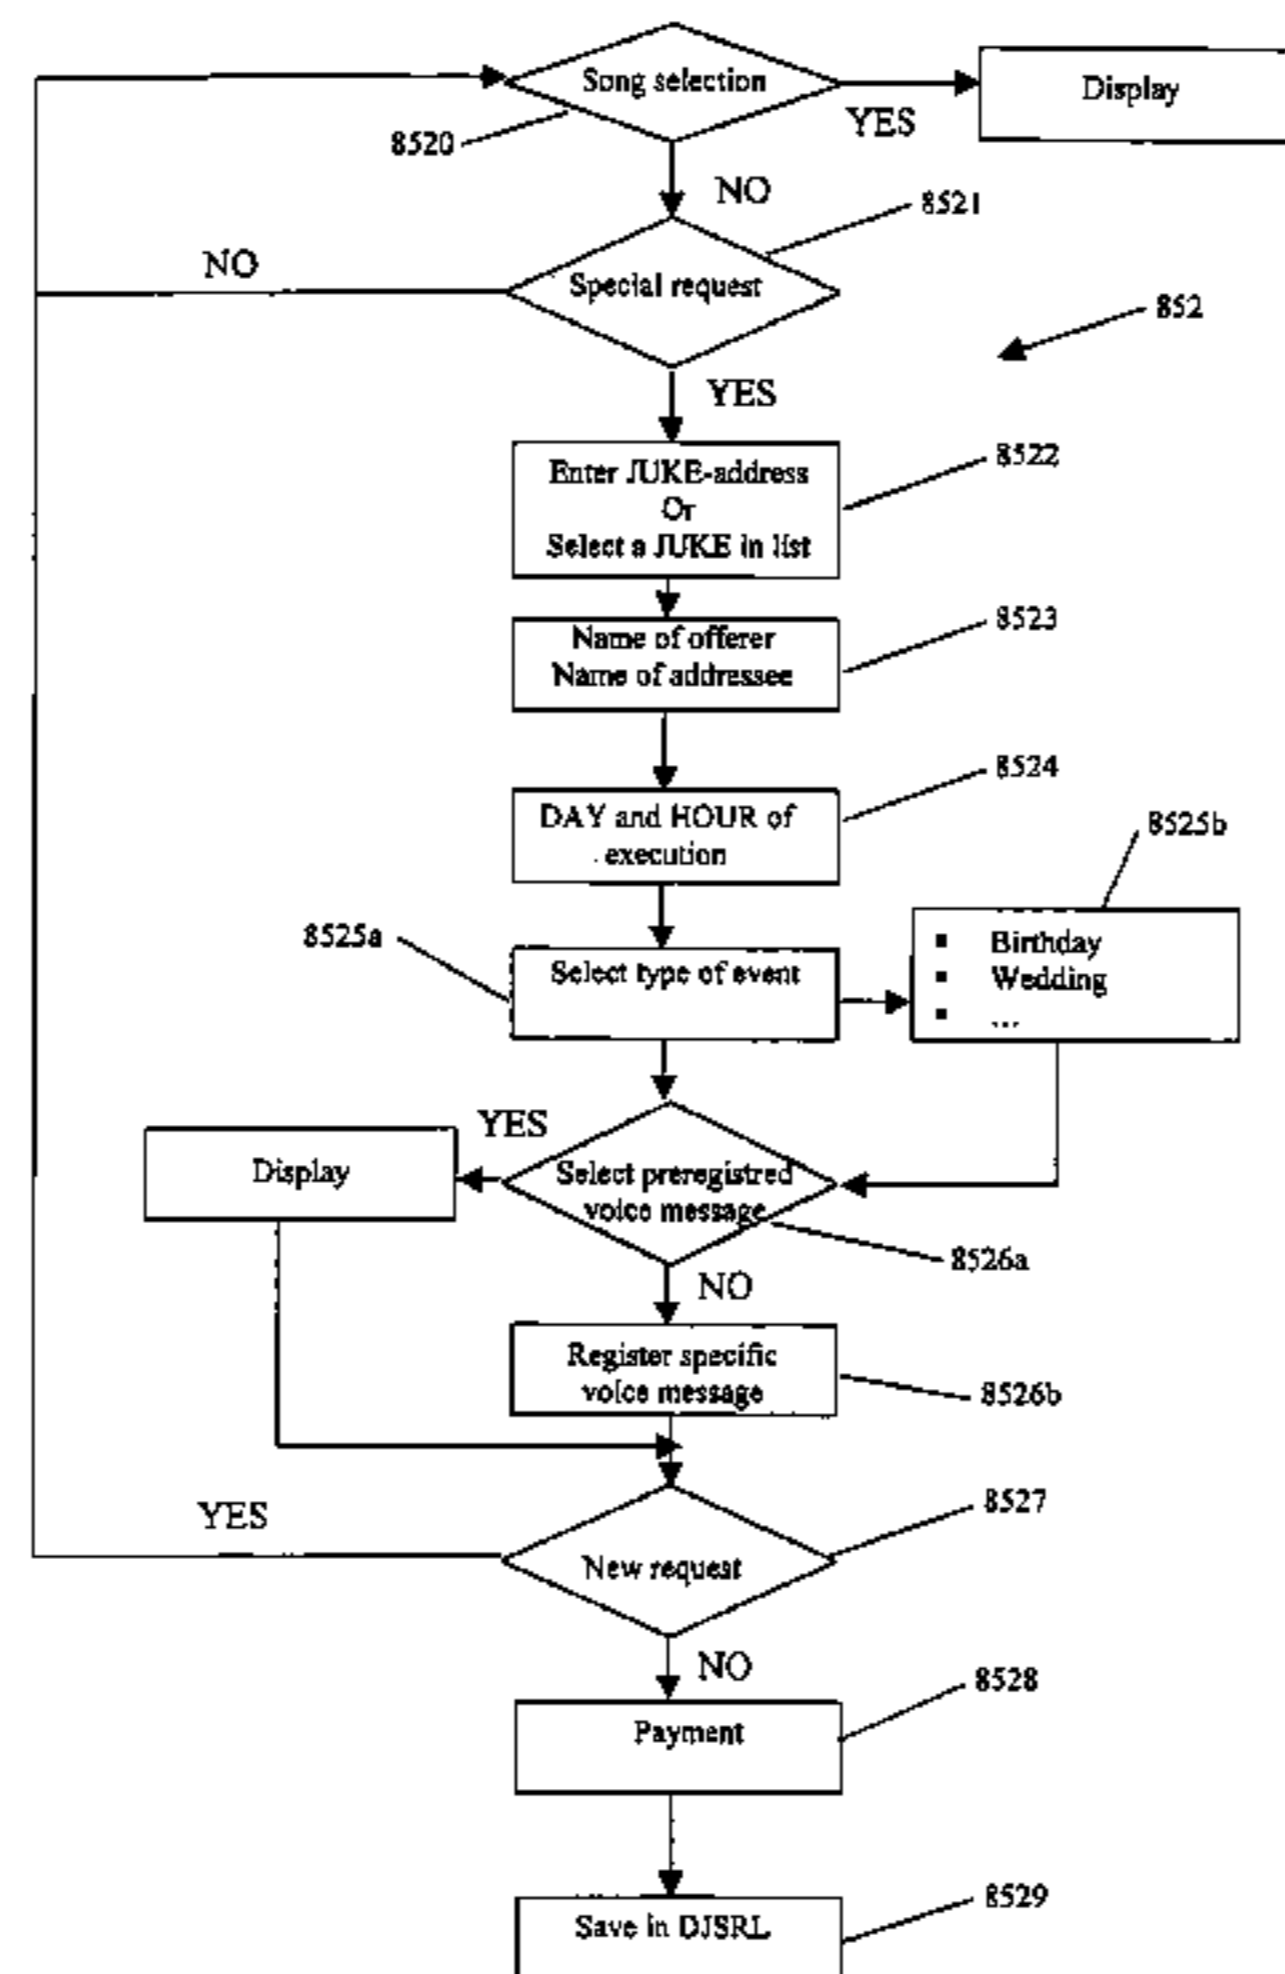 Song selection
Display
8520
YES
NO
8521
NO
Special request
852
YES
Enter JUKE-address
Or
Select a JUKE in list
8522
Name of offerer
Name of addressee
8523
DAY and HOUR of
execution
8524
8525b
8525a
Select type of event
▪ Birthday
▪ Wedding
▪ ...
YES
Display
Select preregistred
voice message
8526a
NO
Register specific
voice message
8526b
YES
8527
New request
NO
8528
Payment
8529
Save in DJSRL